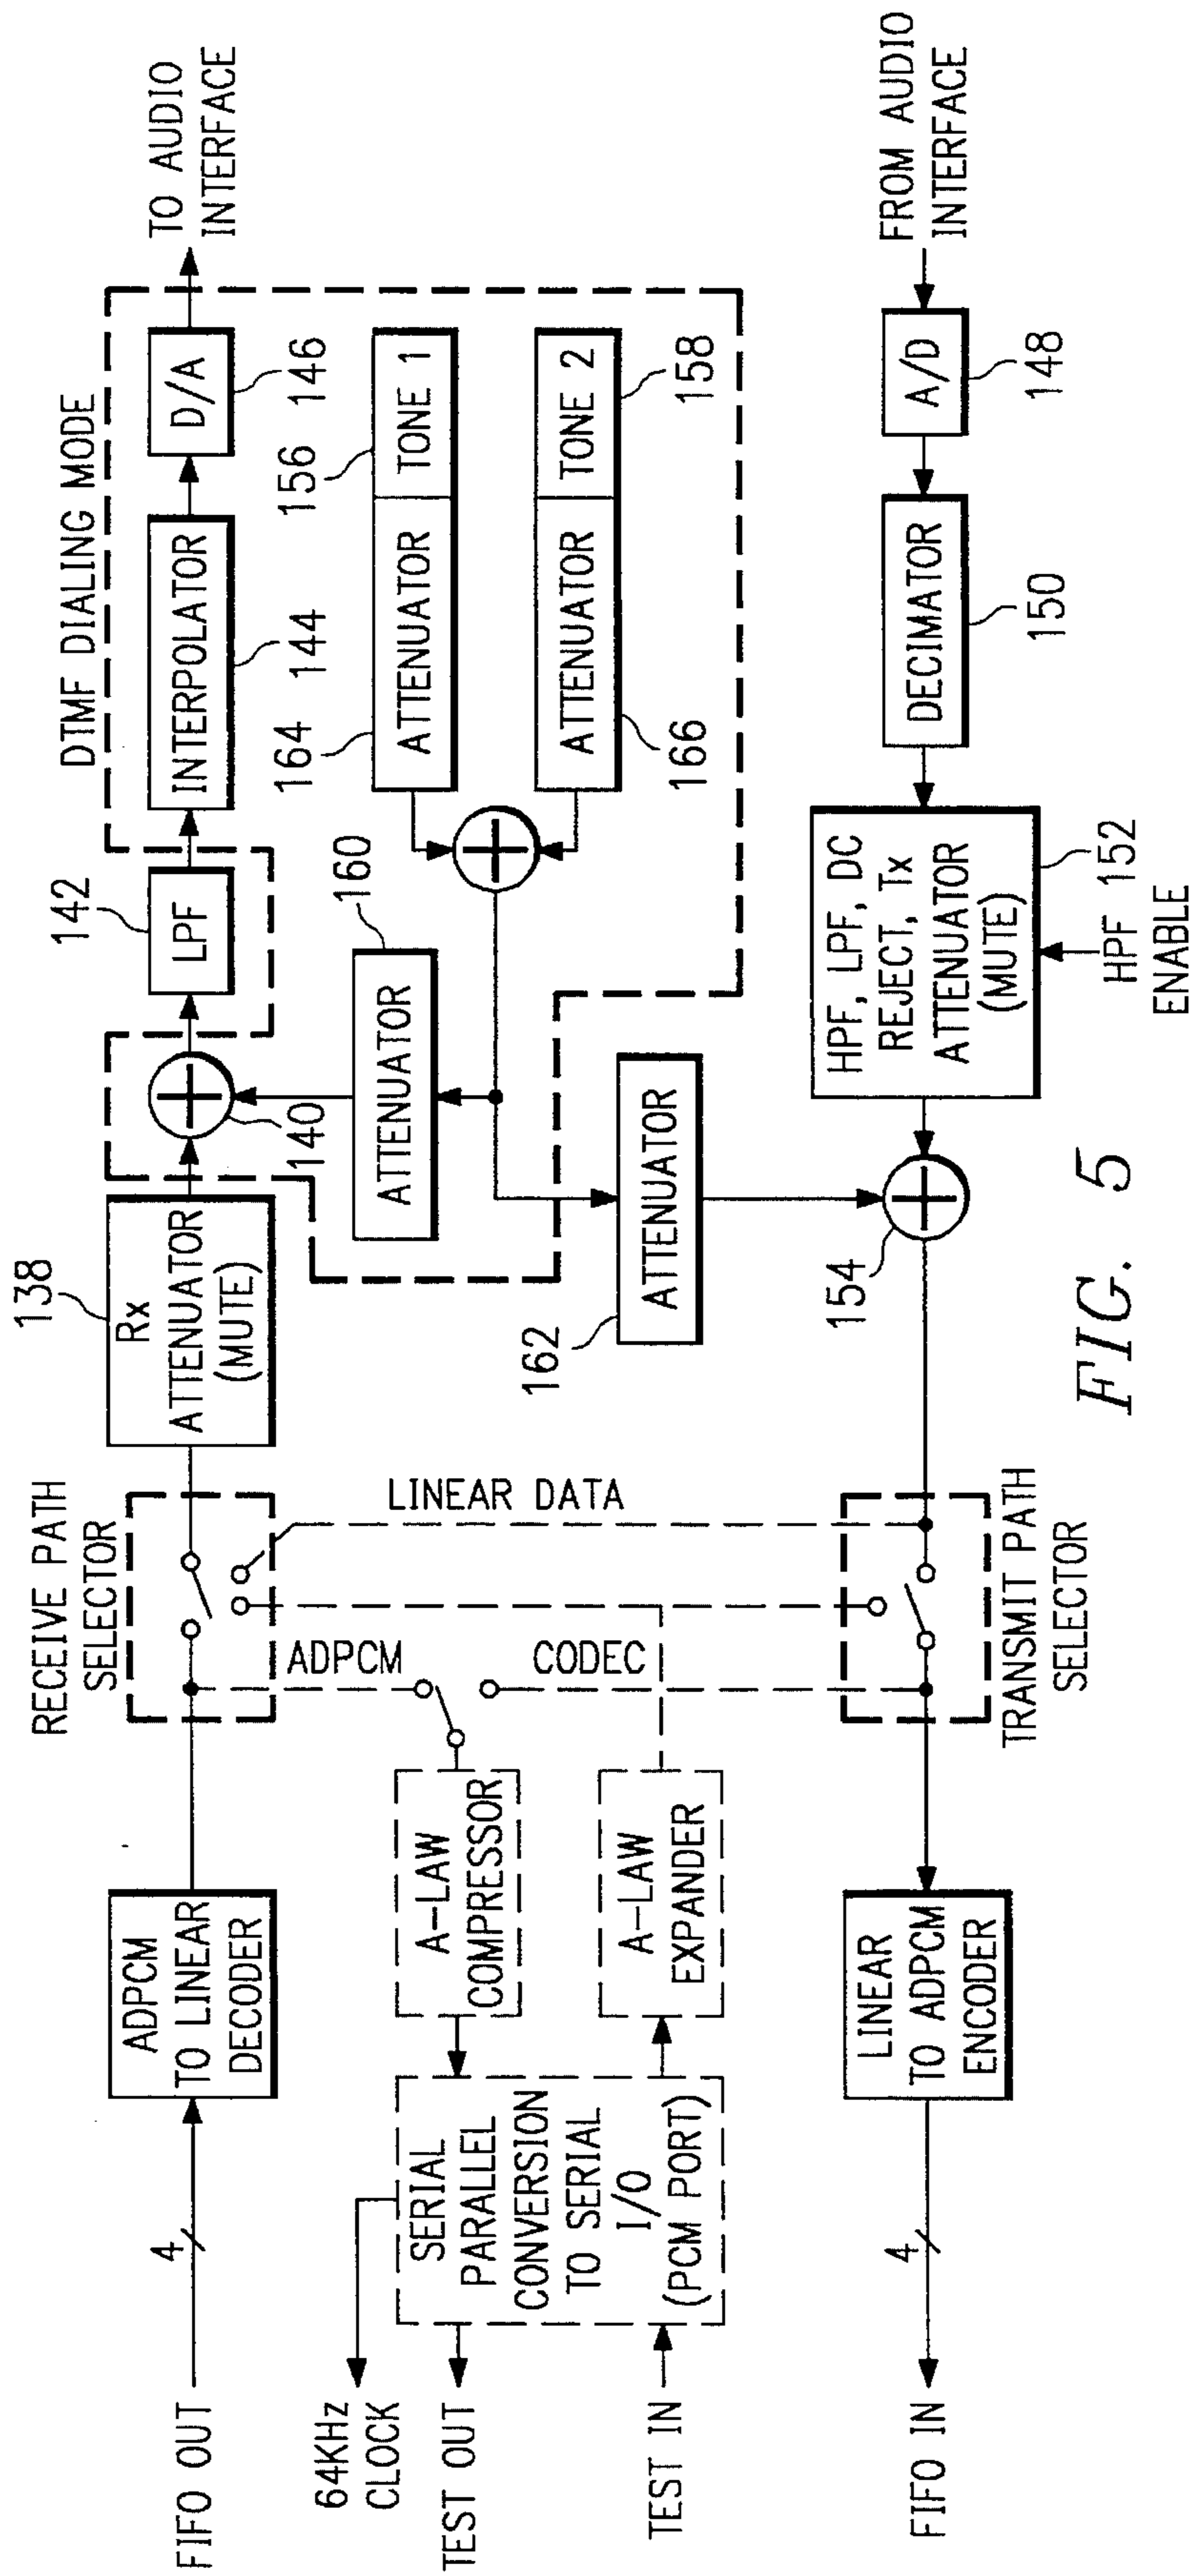 FIFO OUT
4
ADPCM
TO LINEAR
DECODER
RECEIVE PATH
SELECTOR
138
Rx
ATTENUATOR
(MUTE)
140
142
LPF
DTMF DIALING MODE
INTERPOLATOR
144
D/A
146
TO AUDIO
INTERFACE
64KHz
CLOCK
TEST OUT
TEST IN
SERIAL
PARALLEL
CONVERSION
TO SERIAL
I/O
(PCM PORT)
A-LAW
COMPRESSOR
A-LAW
EXPANDER
ADPCM
CODEC
LINEAR DATA
160
ATTENUATOR
162
ATTENUATOR
164
ATTENUATOR
156
TONE 1
ATTENUATOR
166
TONE 2
158
FIFO IN
4
LINEAR
TO ADPCM
ENCODER
TRANSMIT PATH
SELECTOR
154
HPF, LPF, DC
REJECT, Tx
ATTENUATOR
(MUTE)
152
HPF
ENABLE
DECIMATOR
150
A/D
148
FROM AUDIO
INTERFACE
FIG. 5